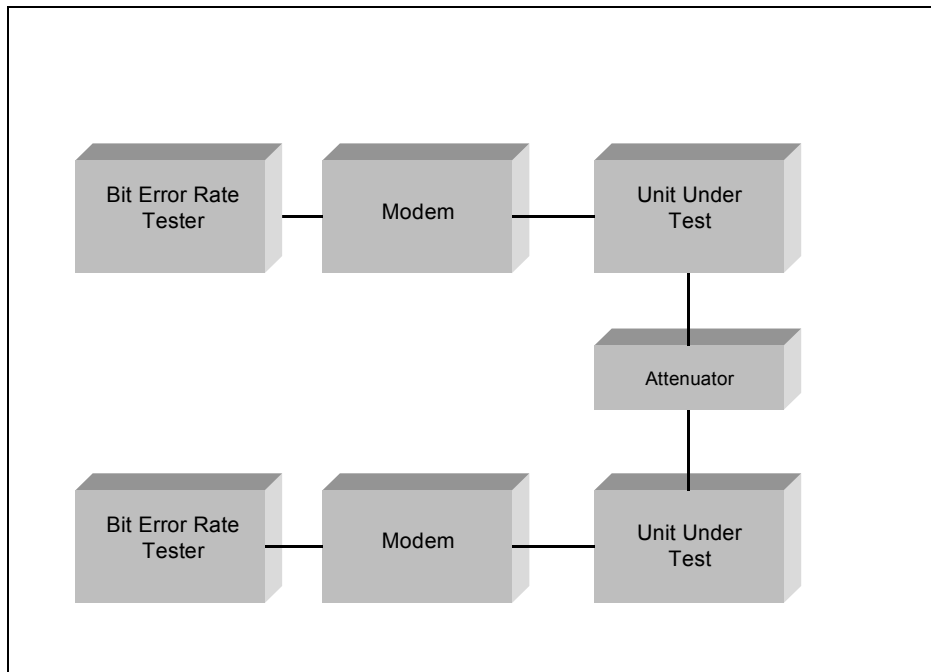 Bit Error Rate
Tester
Modem
Unit Under
Test
Attenuator
Bit Error Rate
Tester
Modem
Unit Under
Test